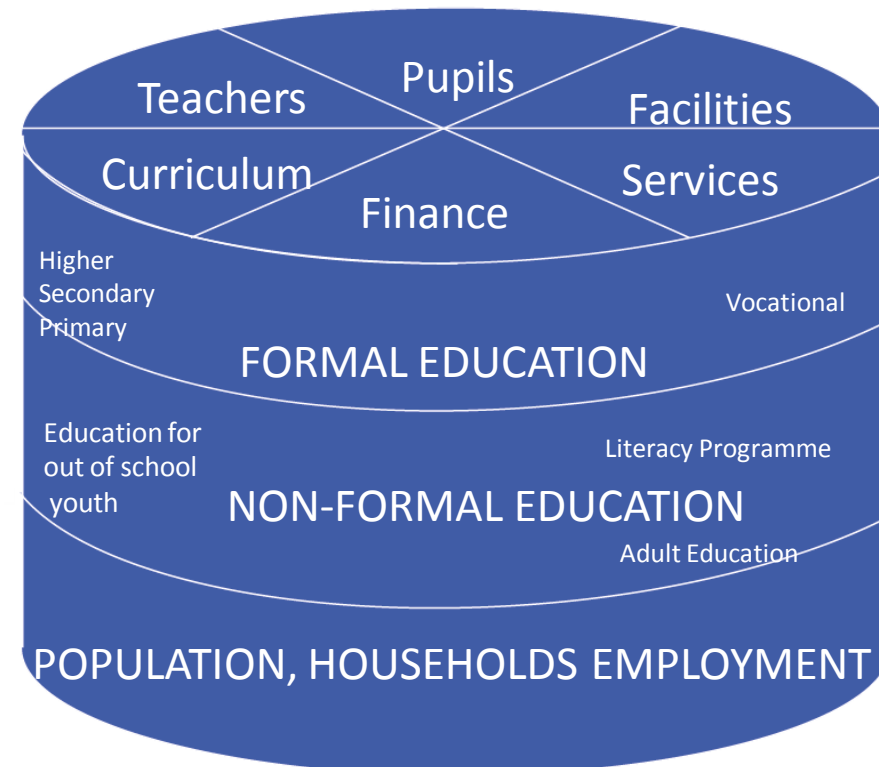 Pupils
Teachers
Facilities
Curriculum
Services
Finance
Higher
Secondary
Primary
Vocational
FORMAL EDUCATION
Education for
out of school
youth
Literacy Programme
NON-FORMAL EDUCATION
Adult Education
POPULATION, HOUSEHOLDS EMPLOYMENT